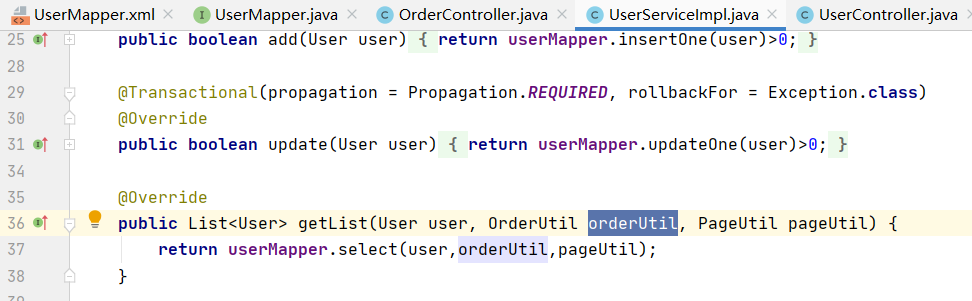 UserMapper.xml × UserMapper.java × OrderController.java × UserServiceImpl.java × UserController.java
25 public boolean add(User user) { return userMapper.insertOne(user)>0; }
28
29 @Transactional(propagation = Propagation.REQUIRED, rollbackFor = Exception.class)
30 @Override
31 public boolean update(User user) { return userMapper.updateOne(user)>0; }
34
35 @Override
36 public List<User> getList(User user, OrderUtil orderUtil, PageUtil pageUtil) {
37 return userMapper.select(user,orderUtil,pageUtil);
38 }